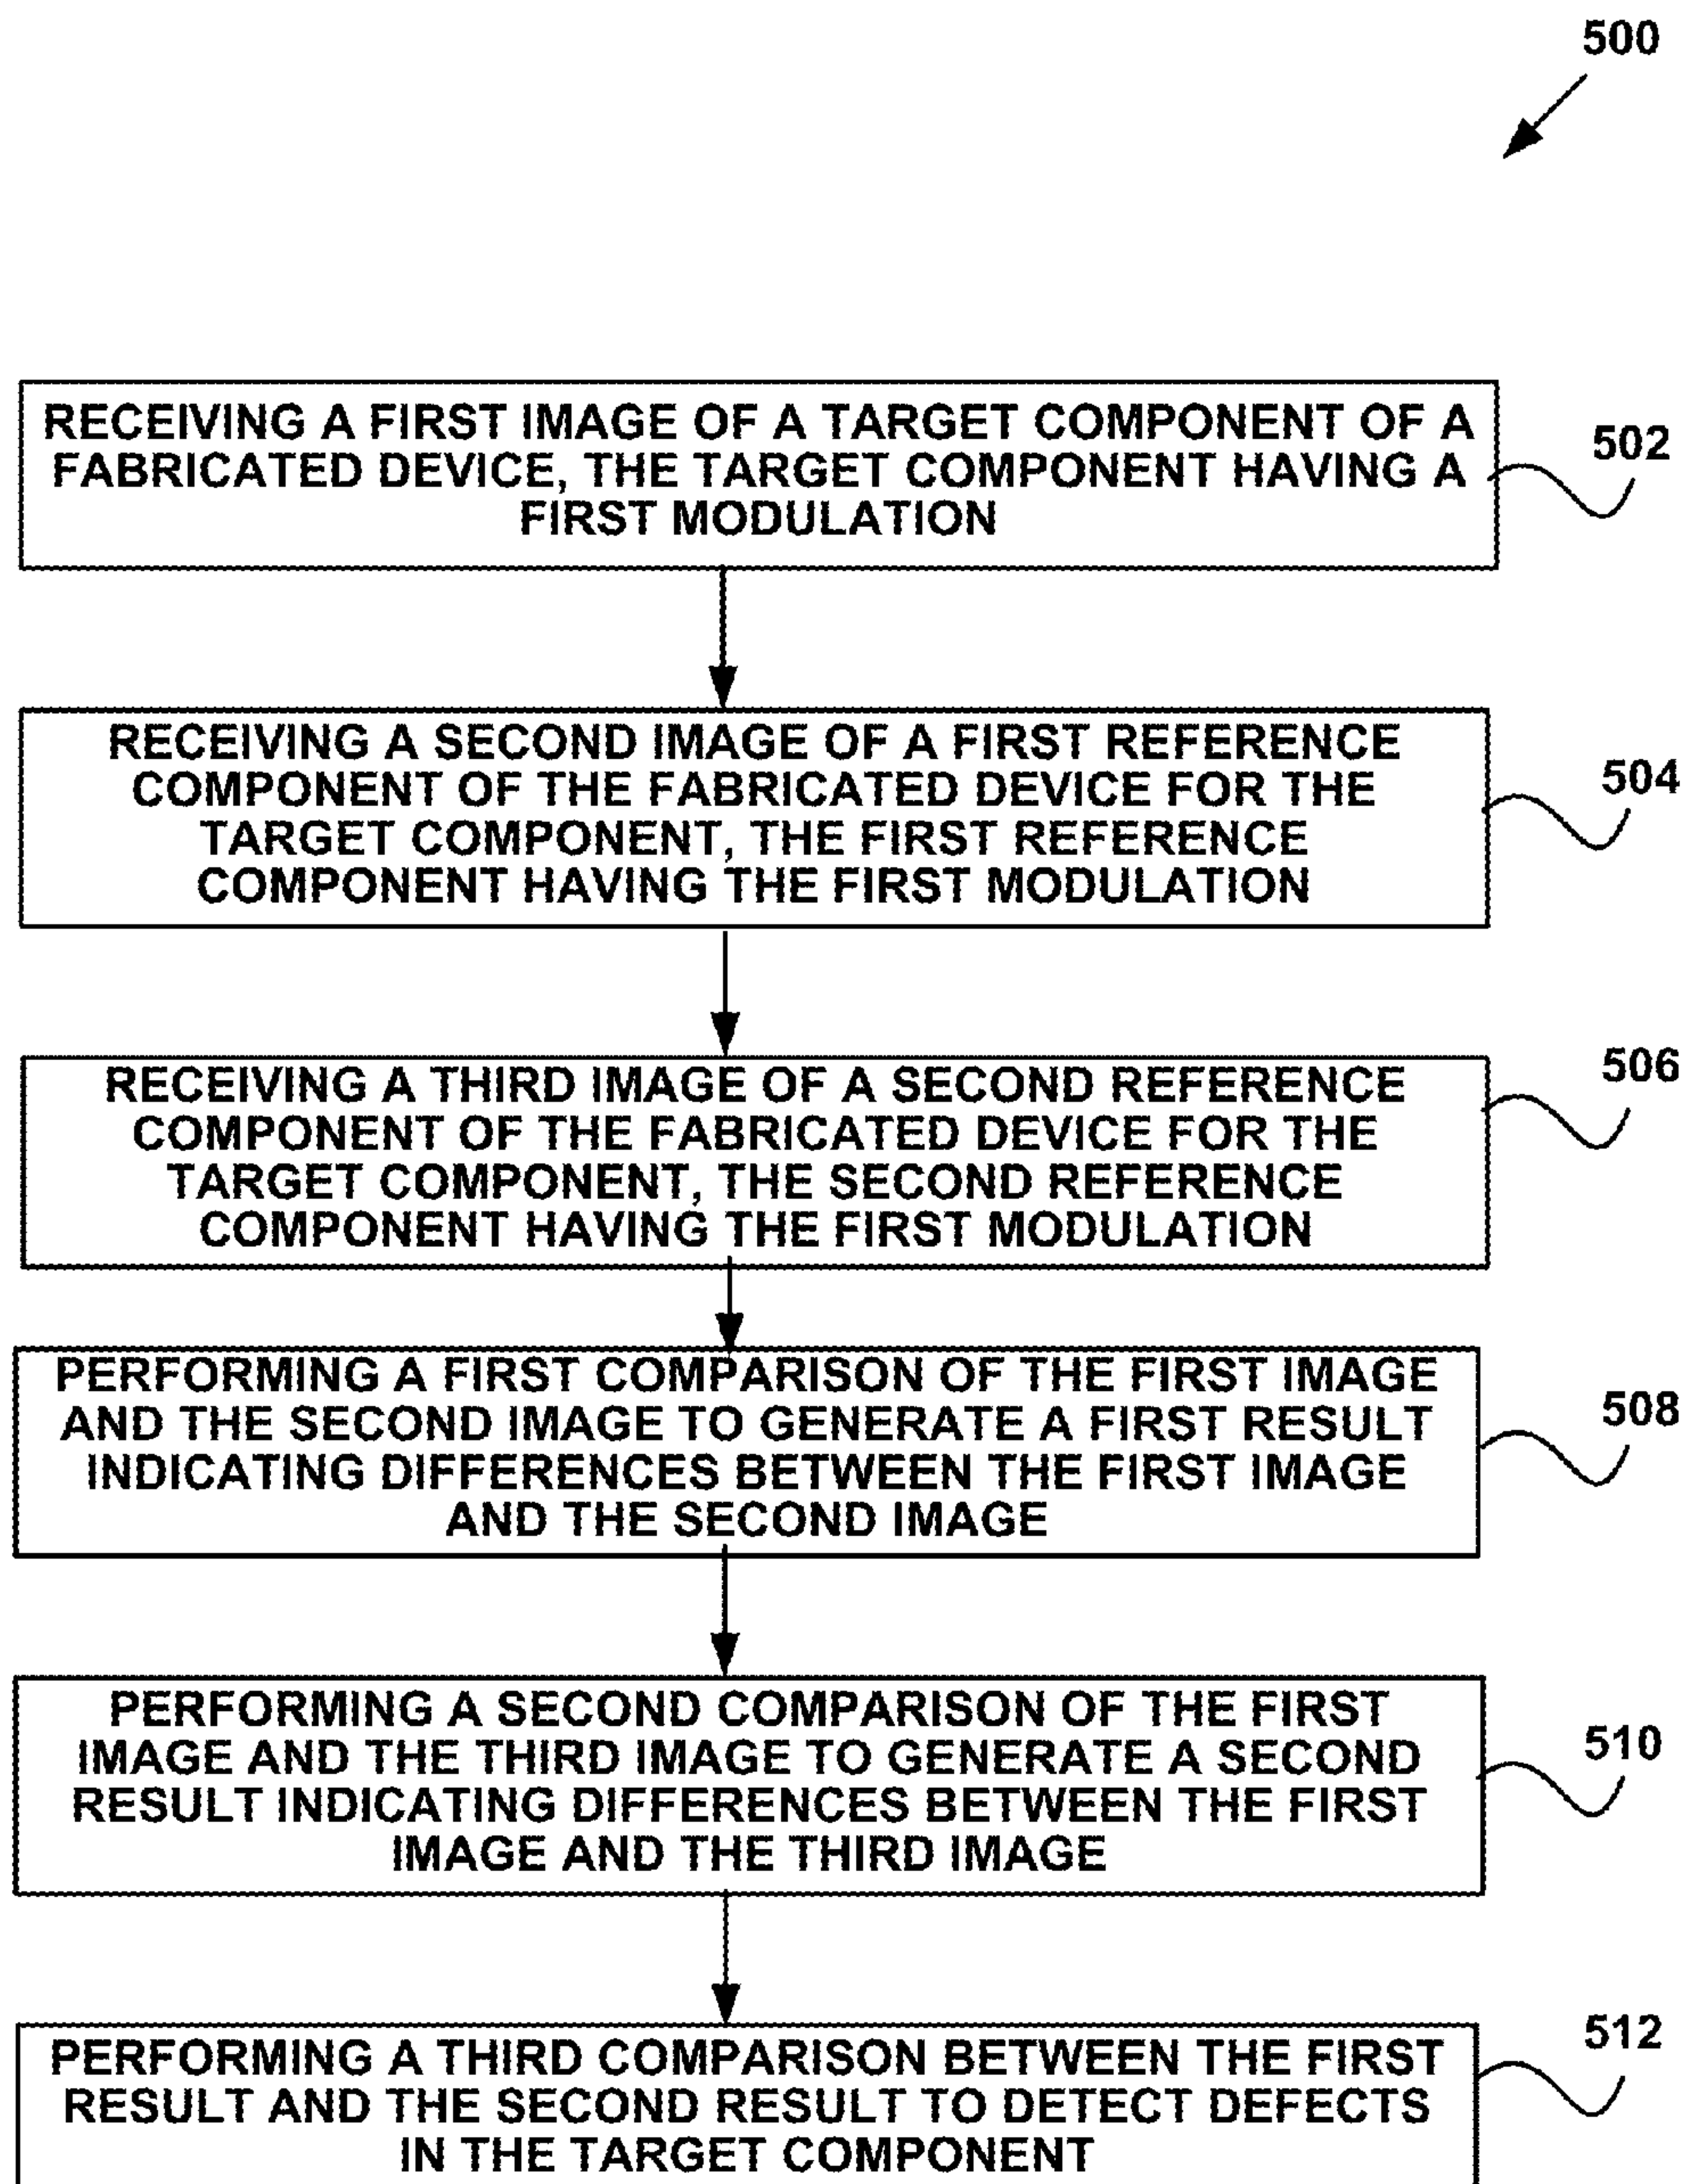 500
RECEIVING A FIRST IMAGE OF A TARGET COMPONENT OF A
FABRICATED DEVICE, THE TARGET COMPONENT HAVING A
FIRST MODULATION
502
RECEIVING A SECOND IMAGE OF A FIRST REFERENCE
COMPONENT OF THE FABRICATED DEVICE FOR THE
TARGET COMPONENT, THE FIRST REFERENCE
COMPONENT HAVING THE FIRST MODULATION
504
RECEIVING A THIRD IMAGE OF A SECOND REFERENCE
COMPONENT OF THE FABRICATED DEVICE FOR THE
TARGET COMPONENT, THE SECOND REFERENCE
COMPONENT HAVING THE FIRST MODULATION
506
PERFORMING A FIRST COMPARISON OF THE FIRST IMAGE
AND THE SECOND IMAGE TO GENERATE A FIRST RESULT
INDICATING DIFFERENCES BETWEEN THE FIRST IMAGE
AND THE SECOND IMAGE
508
PERFORMING A SECOND COMPARISON OF THE FIRST
IMAGE AND THE THIRD IMAGE TO GENERATE A SECOND
RESULT INDICATING DIFFERENCES BETWEEN THE FIRST
IMAGE AND THE THIRD IMAGE
510
PERFORMING A THIRD COMPARISON BETWEEN THE FIRST
RESULT AND THE SECOND RESULT TO DETECT DEFECTS
IN THE TARGET COMPONENT
512